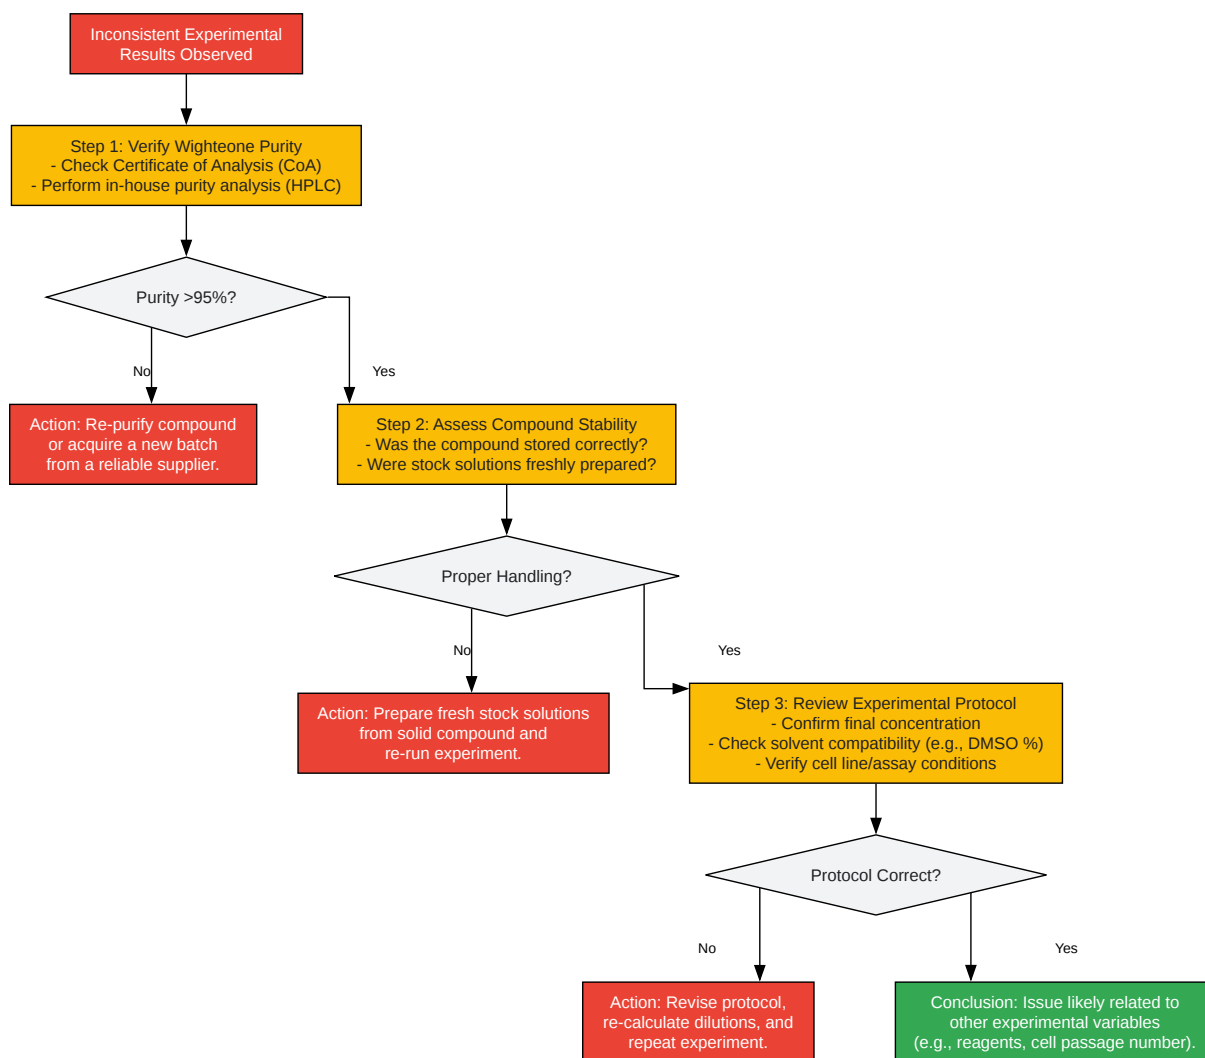 Inconsistent Experimental
Results Observed
Step 1: Verify Wighteone Purity
- Check Certificate of Analysis (CoA)
- Perform in-house purity analysis (HPLC)
Purity >95%?
No
Yes
Action: Re-purify compound
or acquire a new batch
from a reliable supplier.
Step 2: Assess Compound Stability
- Was the compound stored correctly?
- Were stock solutions freshly prepared?
Proper Handling?
No
Yes
Action: Prepare fresh stock solutions
from solid compound and
re-run experiment.
Step 3: Review Experimental Protocol
- Confirm final concentration
- Check solvent compatibility (e.g., DMSO %)
- Verify cell line/assay conditions
Protocol Correct?
No
Yes
Action: Revise protocol,
re-calculate dilutions, and
repeat experiment.
Conclusion: Issue likely related to
other experimental variables
(e.g., reagents, cell passage number).